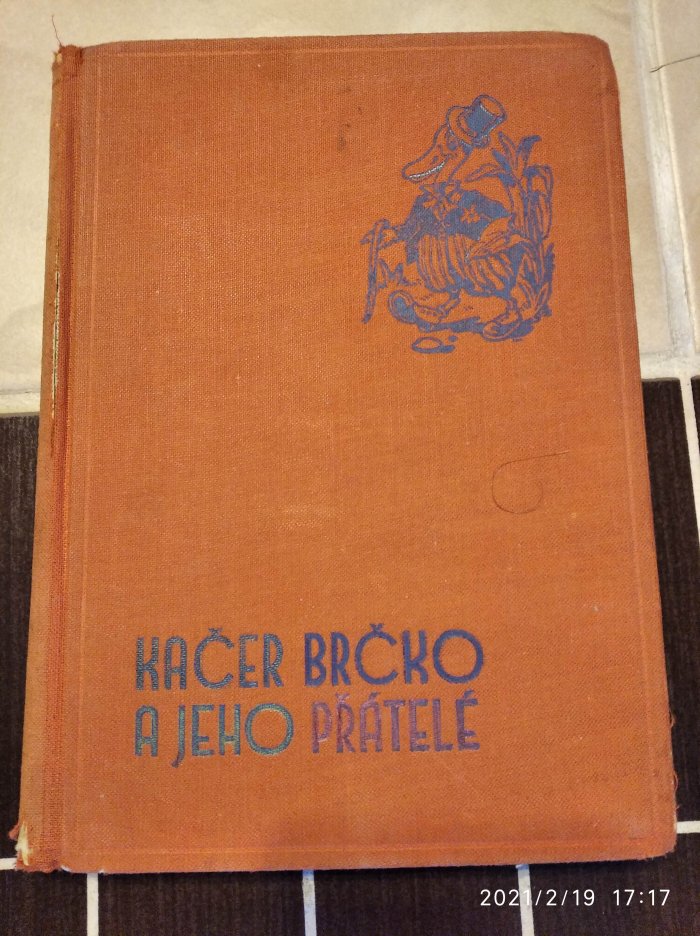 KAČER BRČKO
A JEHO PŘÁTELÉ
2021/2/19 17:17